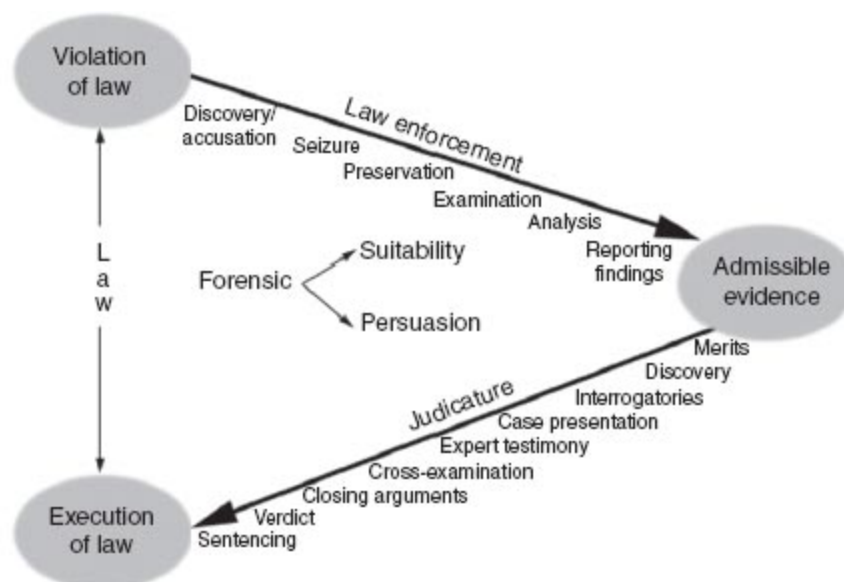 Violation
of law
Law enforcement
Discovery/
accusation
Seizure
Preservation
Examination
Analysis
Reporting
findings
Admissible
evidence
Law
Forensic
Suitability
Persuasion
Judicature
Merits
Discovery
Interrogatories
Case presentation
Expert testimony
Cross-examination
Closing arguments
Verdict
Sentencing
Execution
of law